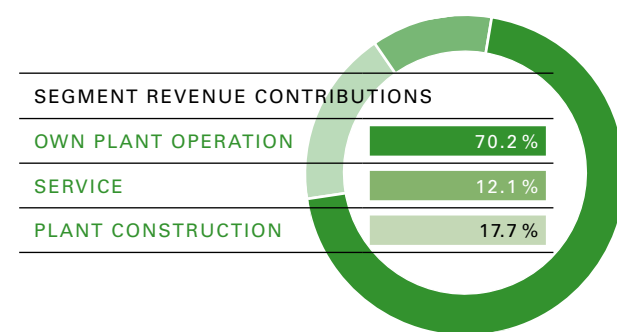 SEGMENT REVENUE CONTRIBUTIONS
OWN PLANT OPERATION 70.2 %
SERVICE 12.1 %
PLANT CONSTRUCTION 17.7 %